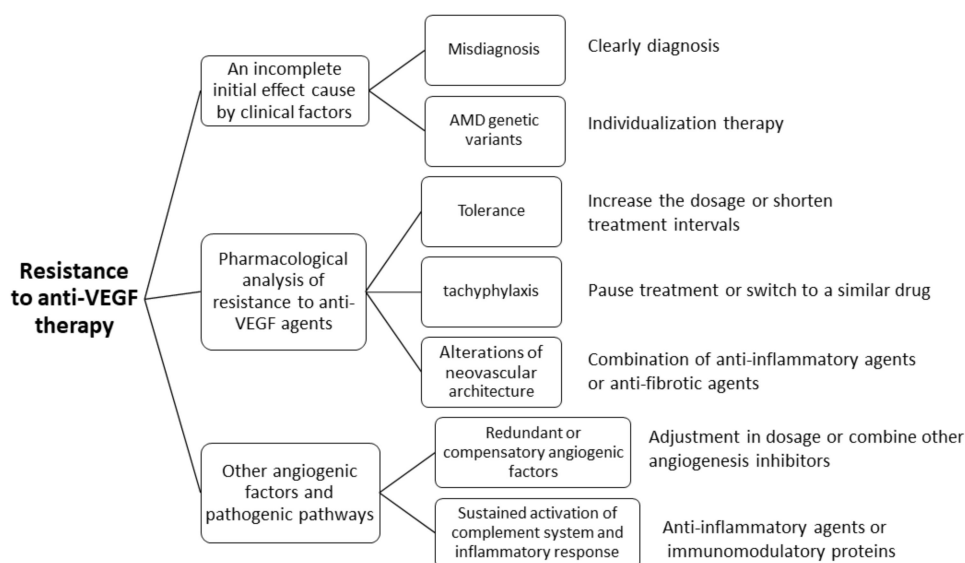 Resistance
to anti-VEGF
therapy
An incomplete
initial effect cause
by clinical factors
Misdiagnosis
Clearly diagnosis
AMD genetic
variants
Individualization therapy
Pharmacological
analysis of
resistance to anti-
VEGF agents
Tolerance
Increase the dosage or shorten
treatment intervals
tachyphylaxis
Pause treatment or switch to a similar drug
Alterations of
neovascular
architecture
Combination of anti-inflammatory agents
or anti-fibrotic agents
Other angiogenic
factors and
pathogenic pathways
Redundant or
compensatory angiogenic
factors
Adjustment in dosage or combine other
angiogenesis inhibitors
Sustained activation of
complement system and
inflammatory response
Anti-inflammatory agents or
immunomodulatory proteins